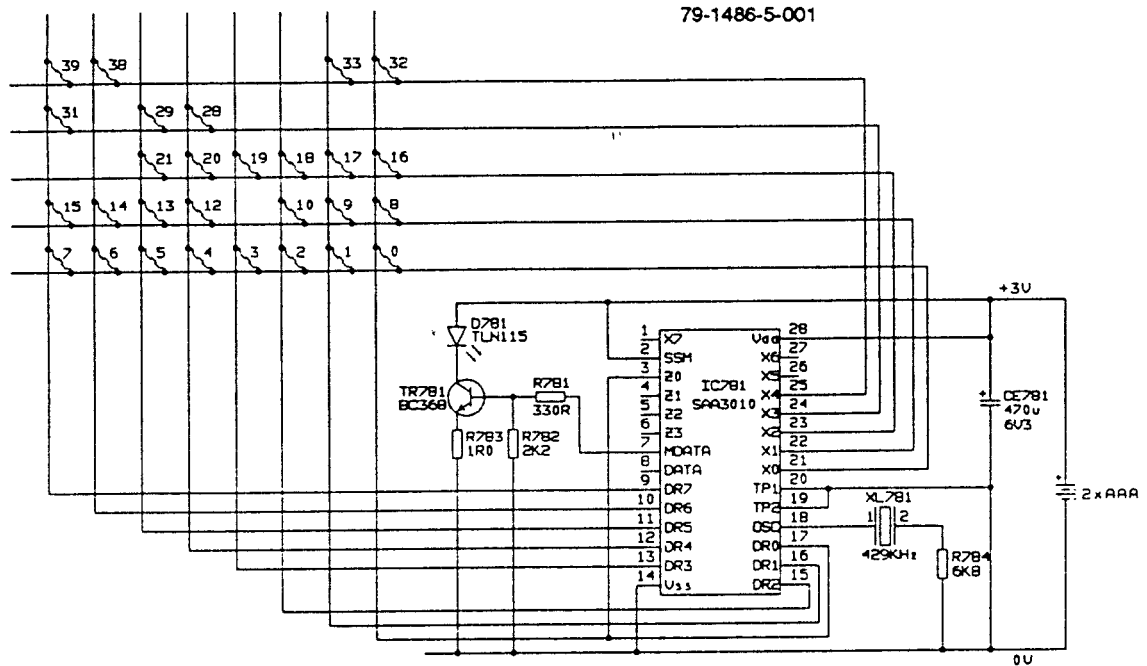 79-1486-5-001
39 38 33 32
31 29 28
21 20 19 18 17 16
15 14 13 12 10 9 8
7 6 5 4 3 2 1 0
+3V
D781
TLN115
TR781
BC368
R781
330R
R783
1R0
R782
2K2
IC781
SAA3010
1 X7
2 SSM
3 Z0
4 Z1
5 Z2
6 Z3
7 MDATA
8 DATA
9 DR7
10 DR6
11 DR5
12 DR4
13 DR3
14 Vss
Vdd 28
X6 27
X5 26
X4 25
X3 24
X2 23
X1 22
X0 21
TP1 20
TP2 19
OSC 18
DR0 17
DR1 16
DR2 15
+
CE781
470u
6V3
+
2xAAA
XL781
1 2
429KHz
R784
6K8
0V